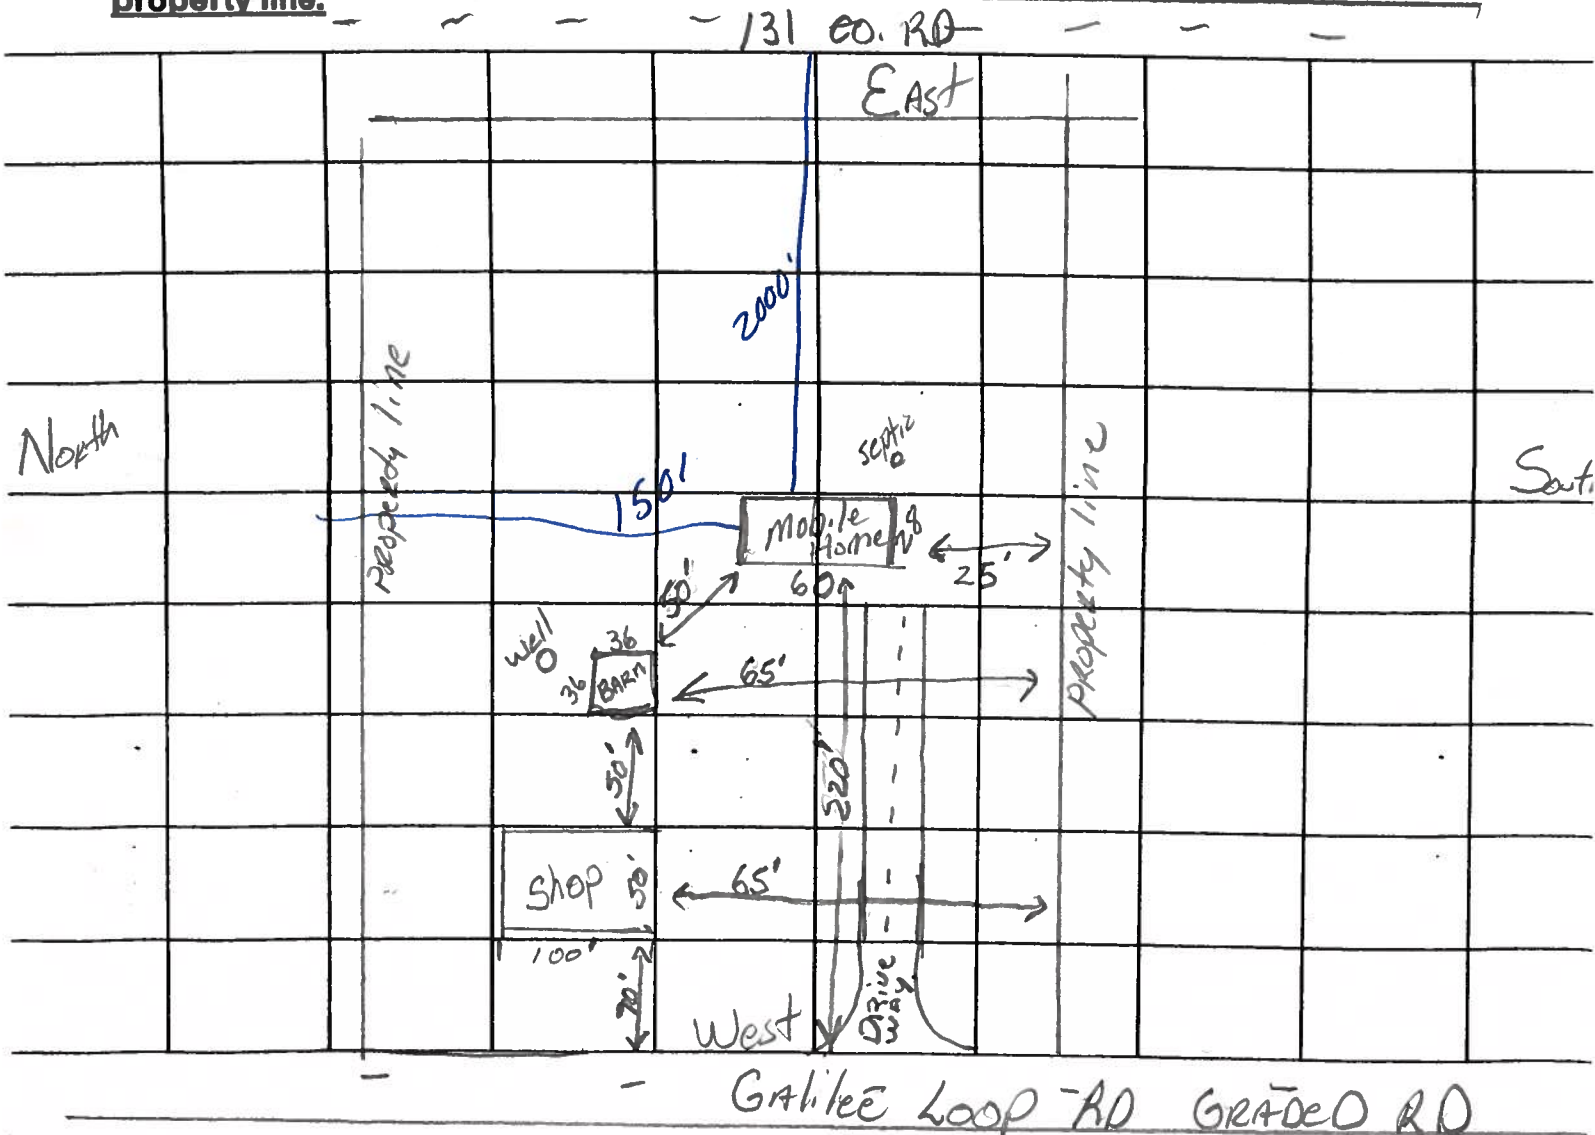 property line.
131 CO. RD
East
2000'
North
Property line
septic
South
150'
Mobile
Home
28
60
25'
Property line
50'
Well
36
36
BARN
65'
50'
520'
Shop
50'
65'
100'
70'
West
Drive
way
Galilee Loop RD GRADED RD